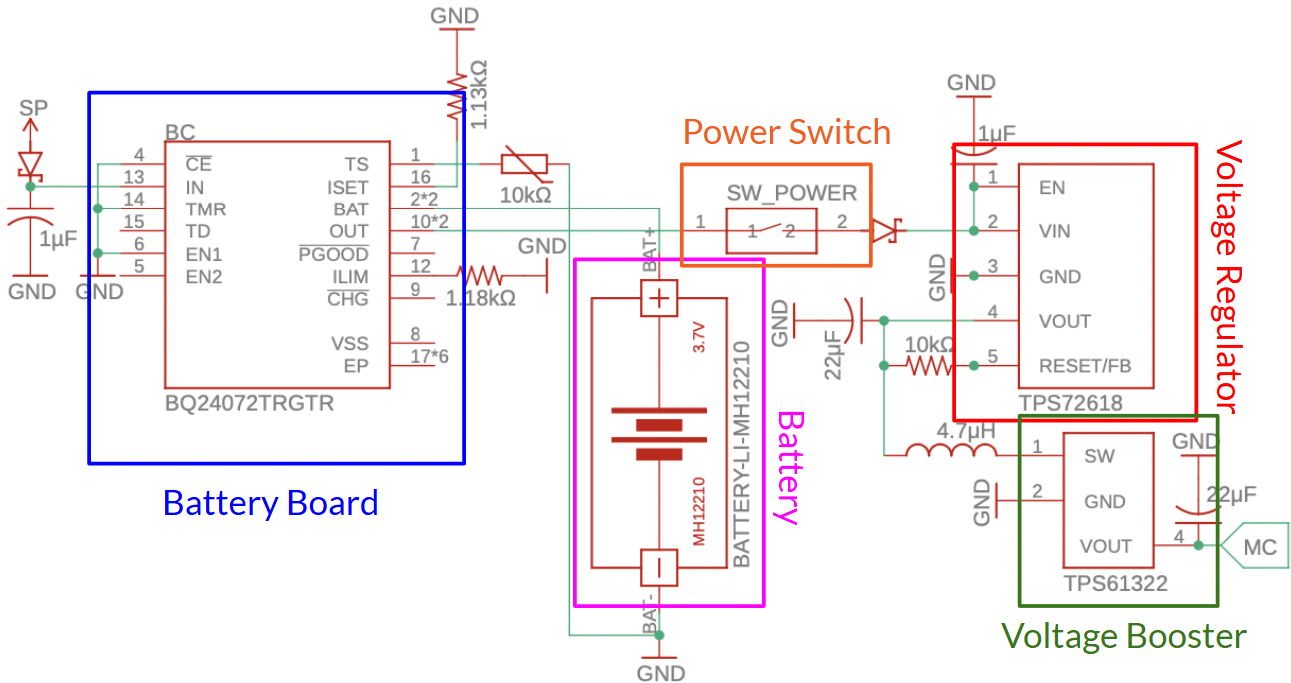 GND
1.13kΩ
SP
BC
4
CE
TS
1
13
IN
ISET
16
14
TMR
BAT
2*2
15
TD
OUT
10*2
6
EN1
PGOOD
7
5
EN2
ILIM
12
CHG
9
VSS
8
EP
17*6
BQ24072TRGTR
1µF
GND
GND
Battery Board
10kΩ
GND
1.18kΩ
BAT+
3.7V
MH12210
BATTERY-LI-MH12210
Battery
BAT-
GND
Power Switch
SW_POWER
1
1
2
2
GND
1µF
1
EN
2
VIN
GND
3
GND
4
VOUT
5
RESET/FB
TPS72618
Voltage Regulator
GND
22µF
10kΩ
4.7µH
1
SW
GND
2
GND
VOUT
4
TPS61322
GND
22µF
MC
Voltage Booster